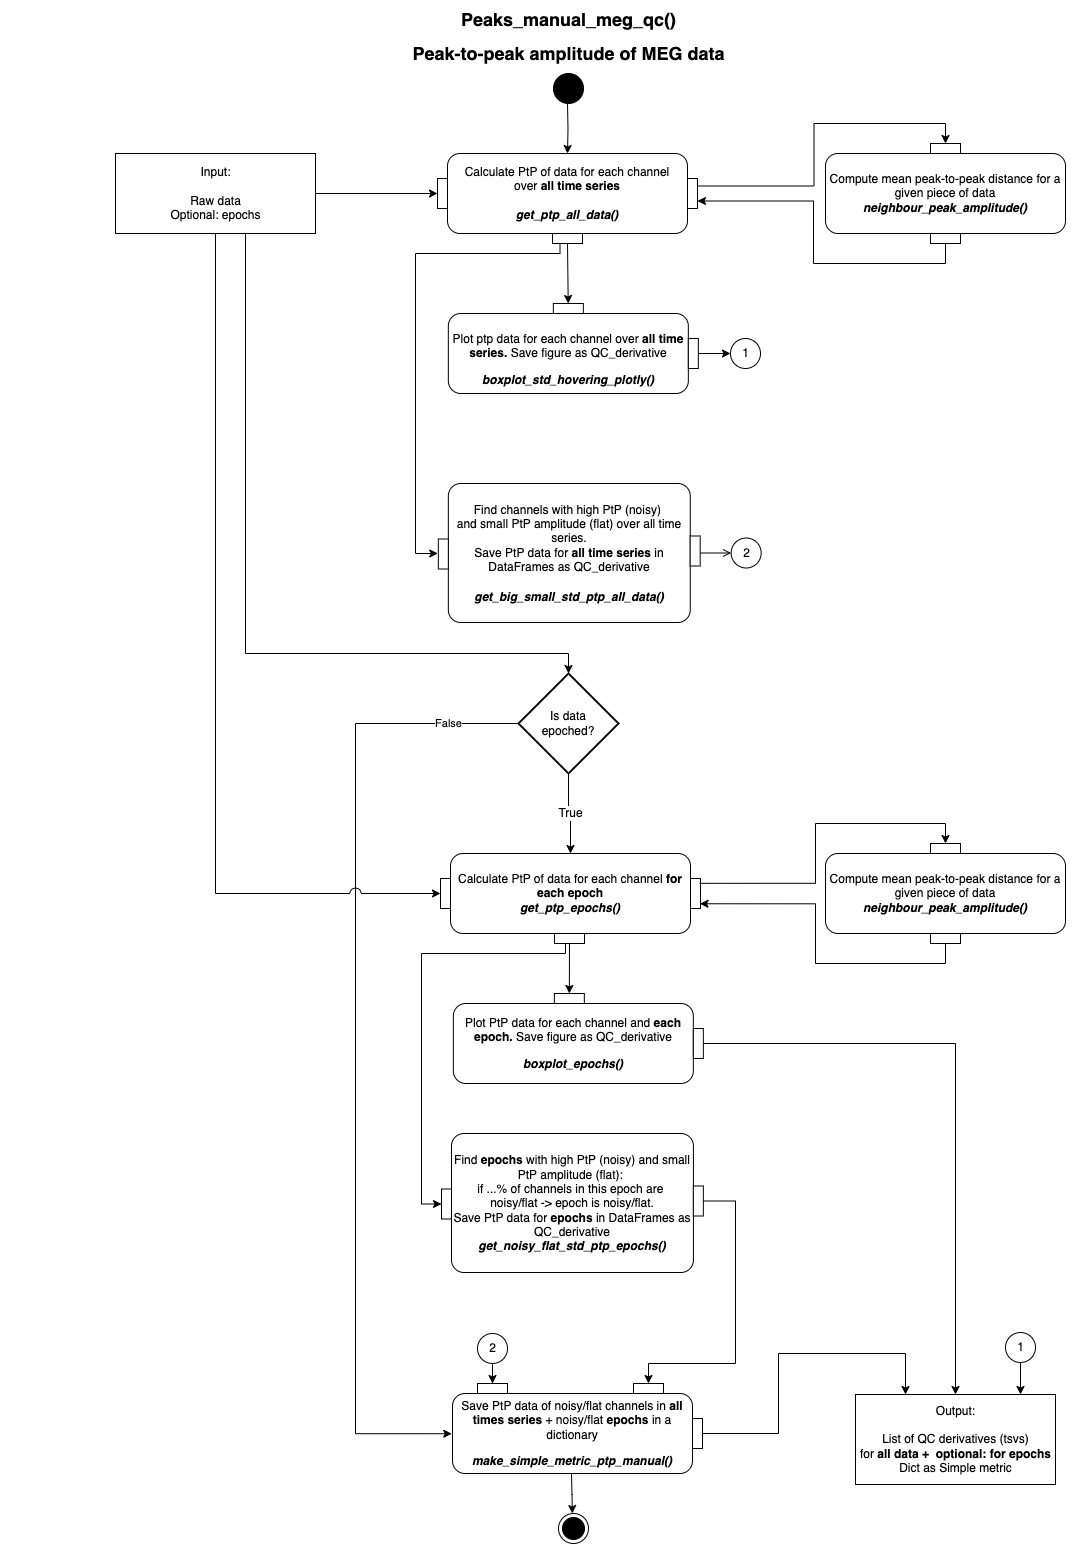 Peaks_manual_meg_qc()
Peak-to-peak amplitude of MEG data
Input:
Raw data
Optional: epochs
Calculate PtP of data for each channel
over all time series
get_ptp_all_data()
Compute mean peak-to-peak distance for a
given piece of data
neighbour_peak_amplitude()
Plot ptp data for each channel over all time
series. Save figure as QC_derivative
boxplot_std_hovering_plotly()
1
Find channels with high PtP (noisy)
and small PtP amplitude (flat) over all time
series.
Save PtP data for all time series in
DataFrames as QC_derivative
get_big_small_std_ptp_all_data()
2
Is data
epoched?
False
True
Calculate PtP of data for each channel for
each epoch
get_ptp_epochs()
Compute mean peak-to-peak distance for a
given piece of data
neighbour_peak_amplitude()
Plot PtP data for each channel and each
epoch. Save figure as QC_derivative
boxplot_epochs()
Find epochs with high PtP (noisy) and small
PtP amplitude (flat):
if ...% of channels in this epoch are
noisy/flat -> epoch is noisy/flat.
Save PtP data for epochs in DataFrames as
QC_derivative
get_noisy_flat_std_ptp_epochs()
2
1
Save PtP data of noisy/flat channels in all
times series + noisy/flat epochs in a
dictionary
make_simple_metric_ptp_manual()
Output:
List of QC derivatives (tsvs)
for all data + optional: for epochs
Dict as Simple metric